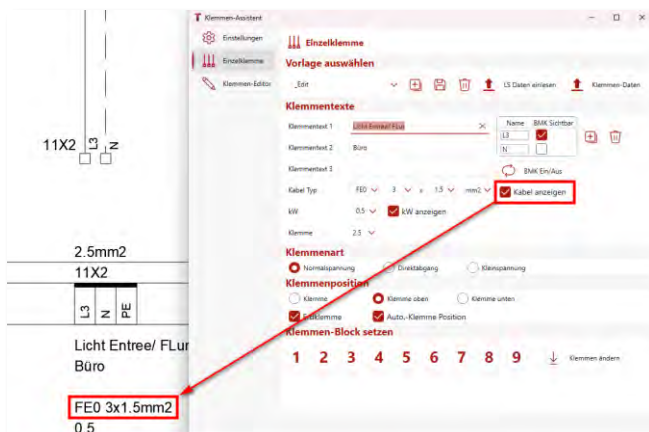 Klemmen-Assistent
Einstellungen
Einzelklemme
Klemmen-Editor
Einzelklemme
Vorlage auswählen
_Edit
LS Daten einlesen
Klemmen-Daten
Klemmentexte
Klemmentext 1
Licht Entree/ FLur
Klemmentext 2
Büro
Klemmentext 3
Name BMK Sichtbar
L3
N
BMK Ein/Aus
Kabel Typ
FE0
3
x
1.5
mm2
Kabel anzeigen
kW
0.5
kW anzeigen
Klemme
2.5
Klemmenart
Normalspannung
Direktabgang
Kleinspannung
Klemmenposition
Klemme
Klemme oben
Klemme unten
Auto.-Klemme Position
Klemmen-Block setzen
1 2 3 4 5 6 7 8 9
Klemmen ändern
11X2
L3
N
2.5mm2
11X2
L3
N
PE
Licht Entree/ FLur
Büro
FE0 3x1.5mm2
0.5